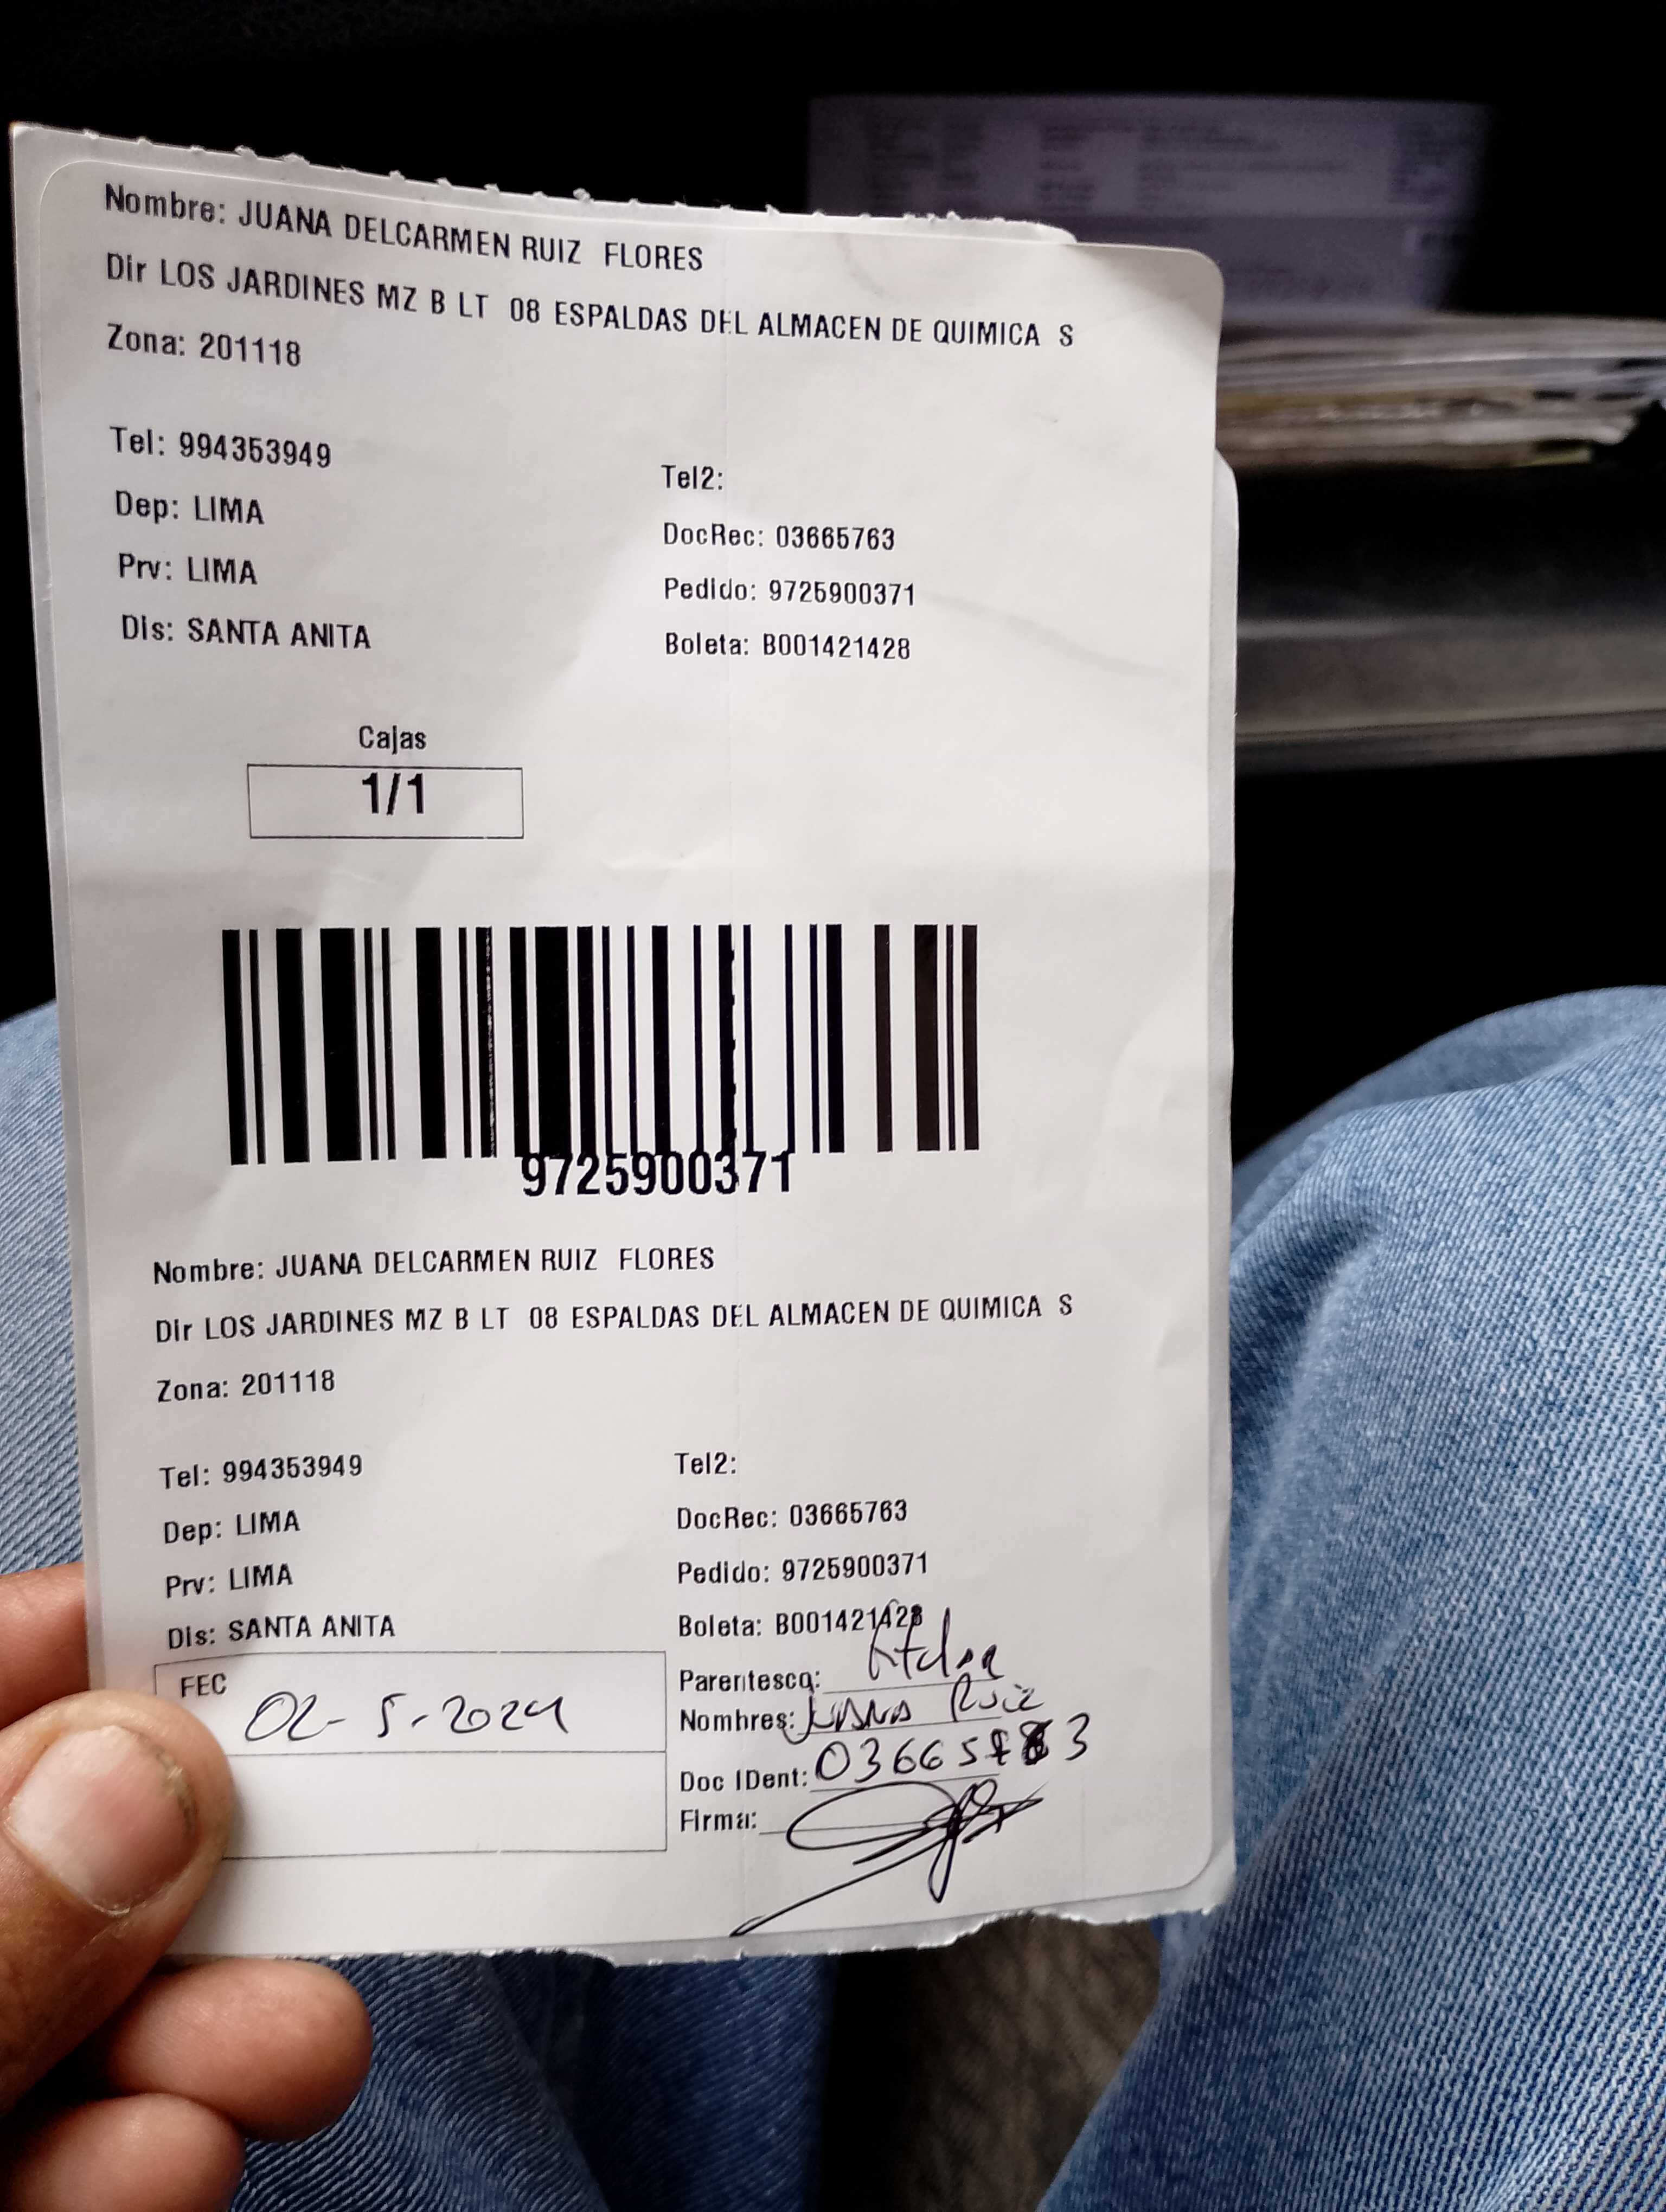 Nombre: JUANA DELCARMEN RUIZ FLORES
Dir LOS JARDINES MZ B LT 08 ESPALDAS DEL ALMACEN DE QUIMICA S
Zona: 201118
Tel: 994353949
Tel2:
Dep: LIMA
DocRec: 03665763
Prv: LIMA
Pedido: 9725900371
Dis: SANTA ANITA
Boleta: B001421428
Cajas
1/1
9725900371
Nombre: JUANA DELCARMEN RUIZ FLORES
Dir LOS JARDINES MZ B LT 08 ESPALDAS DEL ALMACEN DE QUIMICA S
Zona: 201118
Tel: 994353949
Tel2:
Dep: LIMA
DocRec: 03665763
Prv: LIMA
Pedido: 9725900371
Dis: SANTA ANITA
Boleta: B001421428
FEC 02-5-2024
Parentesco:
Nombres: Juana Ruiz
Doc IDent:
Firma: